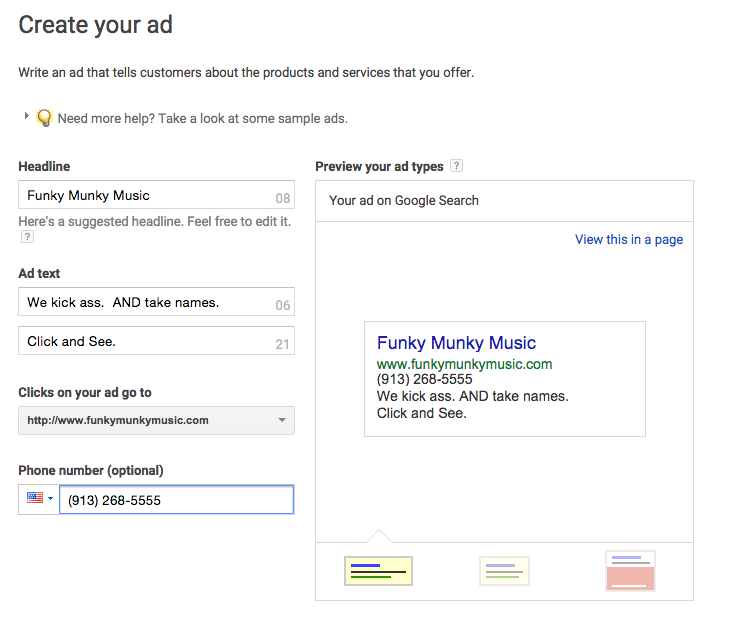 Create your ad
Write an ad that tells customers about the products and services that you offer.
Need more help? Take a look at some sample ads.
Headline
Funky Munky Music 08
Here's a suggested headline. Feel free to edit it.
?
Ad text
We kick ass.  AND take names. 06
Click and See. 21
Clicks on your ad go to
http://www.funkymunkymusic.com
Phone number (optional)
(913) 268-5555
Preview your ad types ?
Your ad on Google Search
View this in a page
Funky Munky Music
www.funkymunkymusic.com
(913) 268-5555
We kick ass. AND take names.
Click and See.